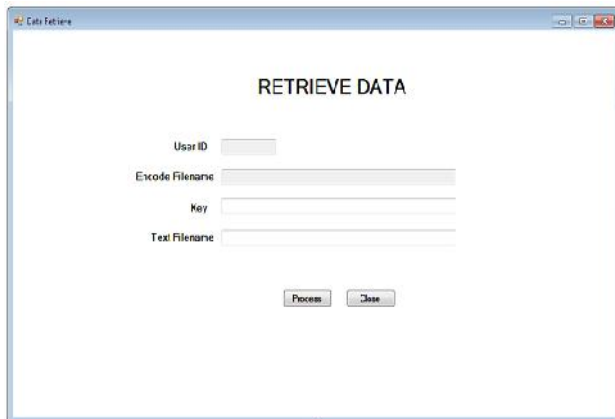 Data Retrieve
RETRIEVE DATA
User ID
Encode Filename
Key
Text Filename
Process Close